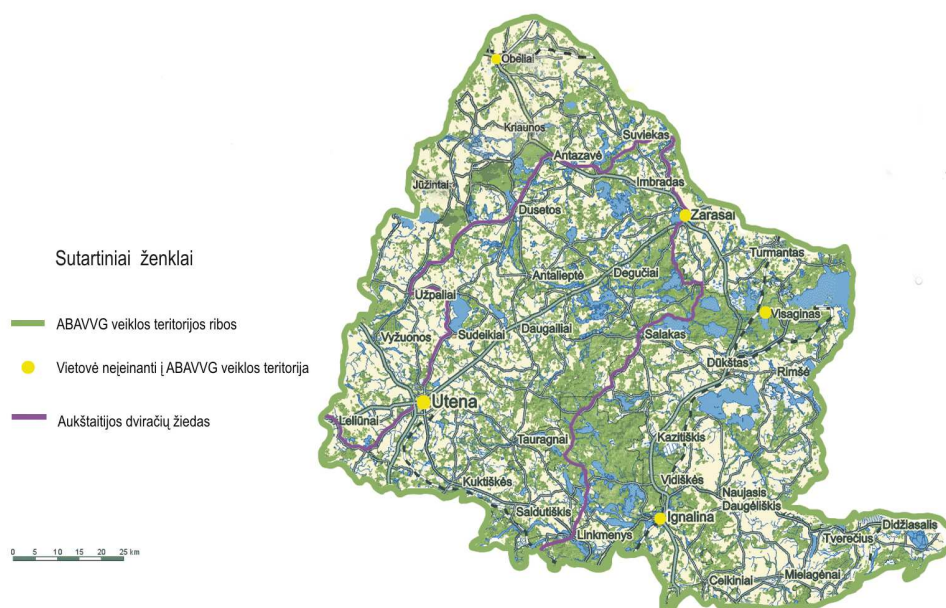 Obeliai
Kriaunos
Suviekas
Antazavė
Jūžintai
Imbradas
Dusetos
Zarasai
Turmantas
Antalieptė
Degučiai
Užpaliai
Visaginas
Vyžuonos
Sudeikiai
Daugailiai
Salakas
Dūkštas
Rimšė
Utena
Leliūnai
Tauragnai
Kazitiškis
Kuktiškės
Vidiškės
Saldutiškis
Naujasis
Daugėliškis
Ignalina
Linkmenys
Didžiasalis
Tverečius
Mielagėnai
Ceikiniai
Sutartiniai ženklai
ABAVVG veiklos teritorijos ribos
Vietovė neįeinanti į ABAVVG veiklos teritorija
Aukštaitijos dviračių žiedas
0 5 10 15 20 25 km